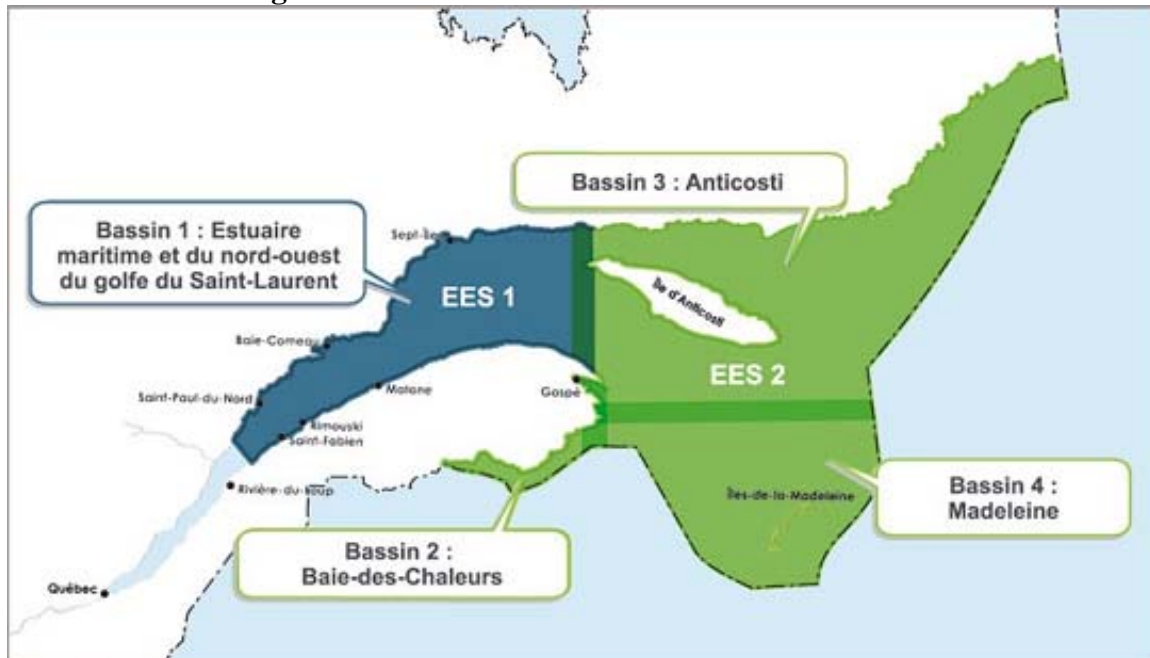 Bassin 3 : Anticosti
Bassin 1 : Estuaire
maritime et du nord-ouest
du golfe du Saint-Laurent
Sept-Îles
EES 1
Île d'Anticosti
Baie-Comeau
EES 2
Matane
Gaspé
Saint-Paul-du-Nord
Rimouski
Saint-Fabien
Rivière-du-Loup
Îles-de-la-Madeleine
Bassin 4 :
Madeleine
Bassin 2 :
Baie-des-Chaleurs
Québec